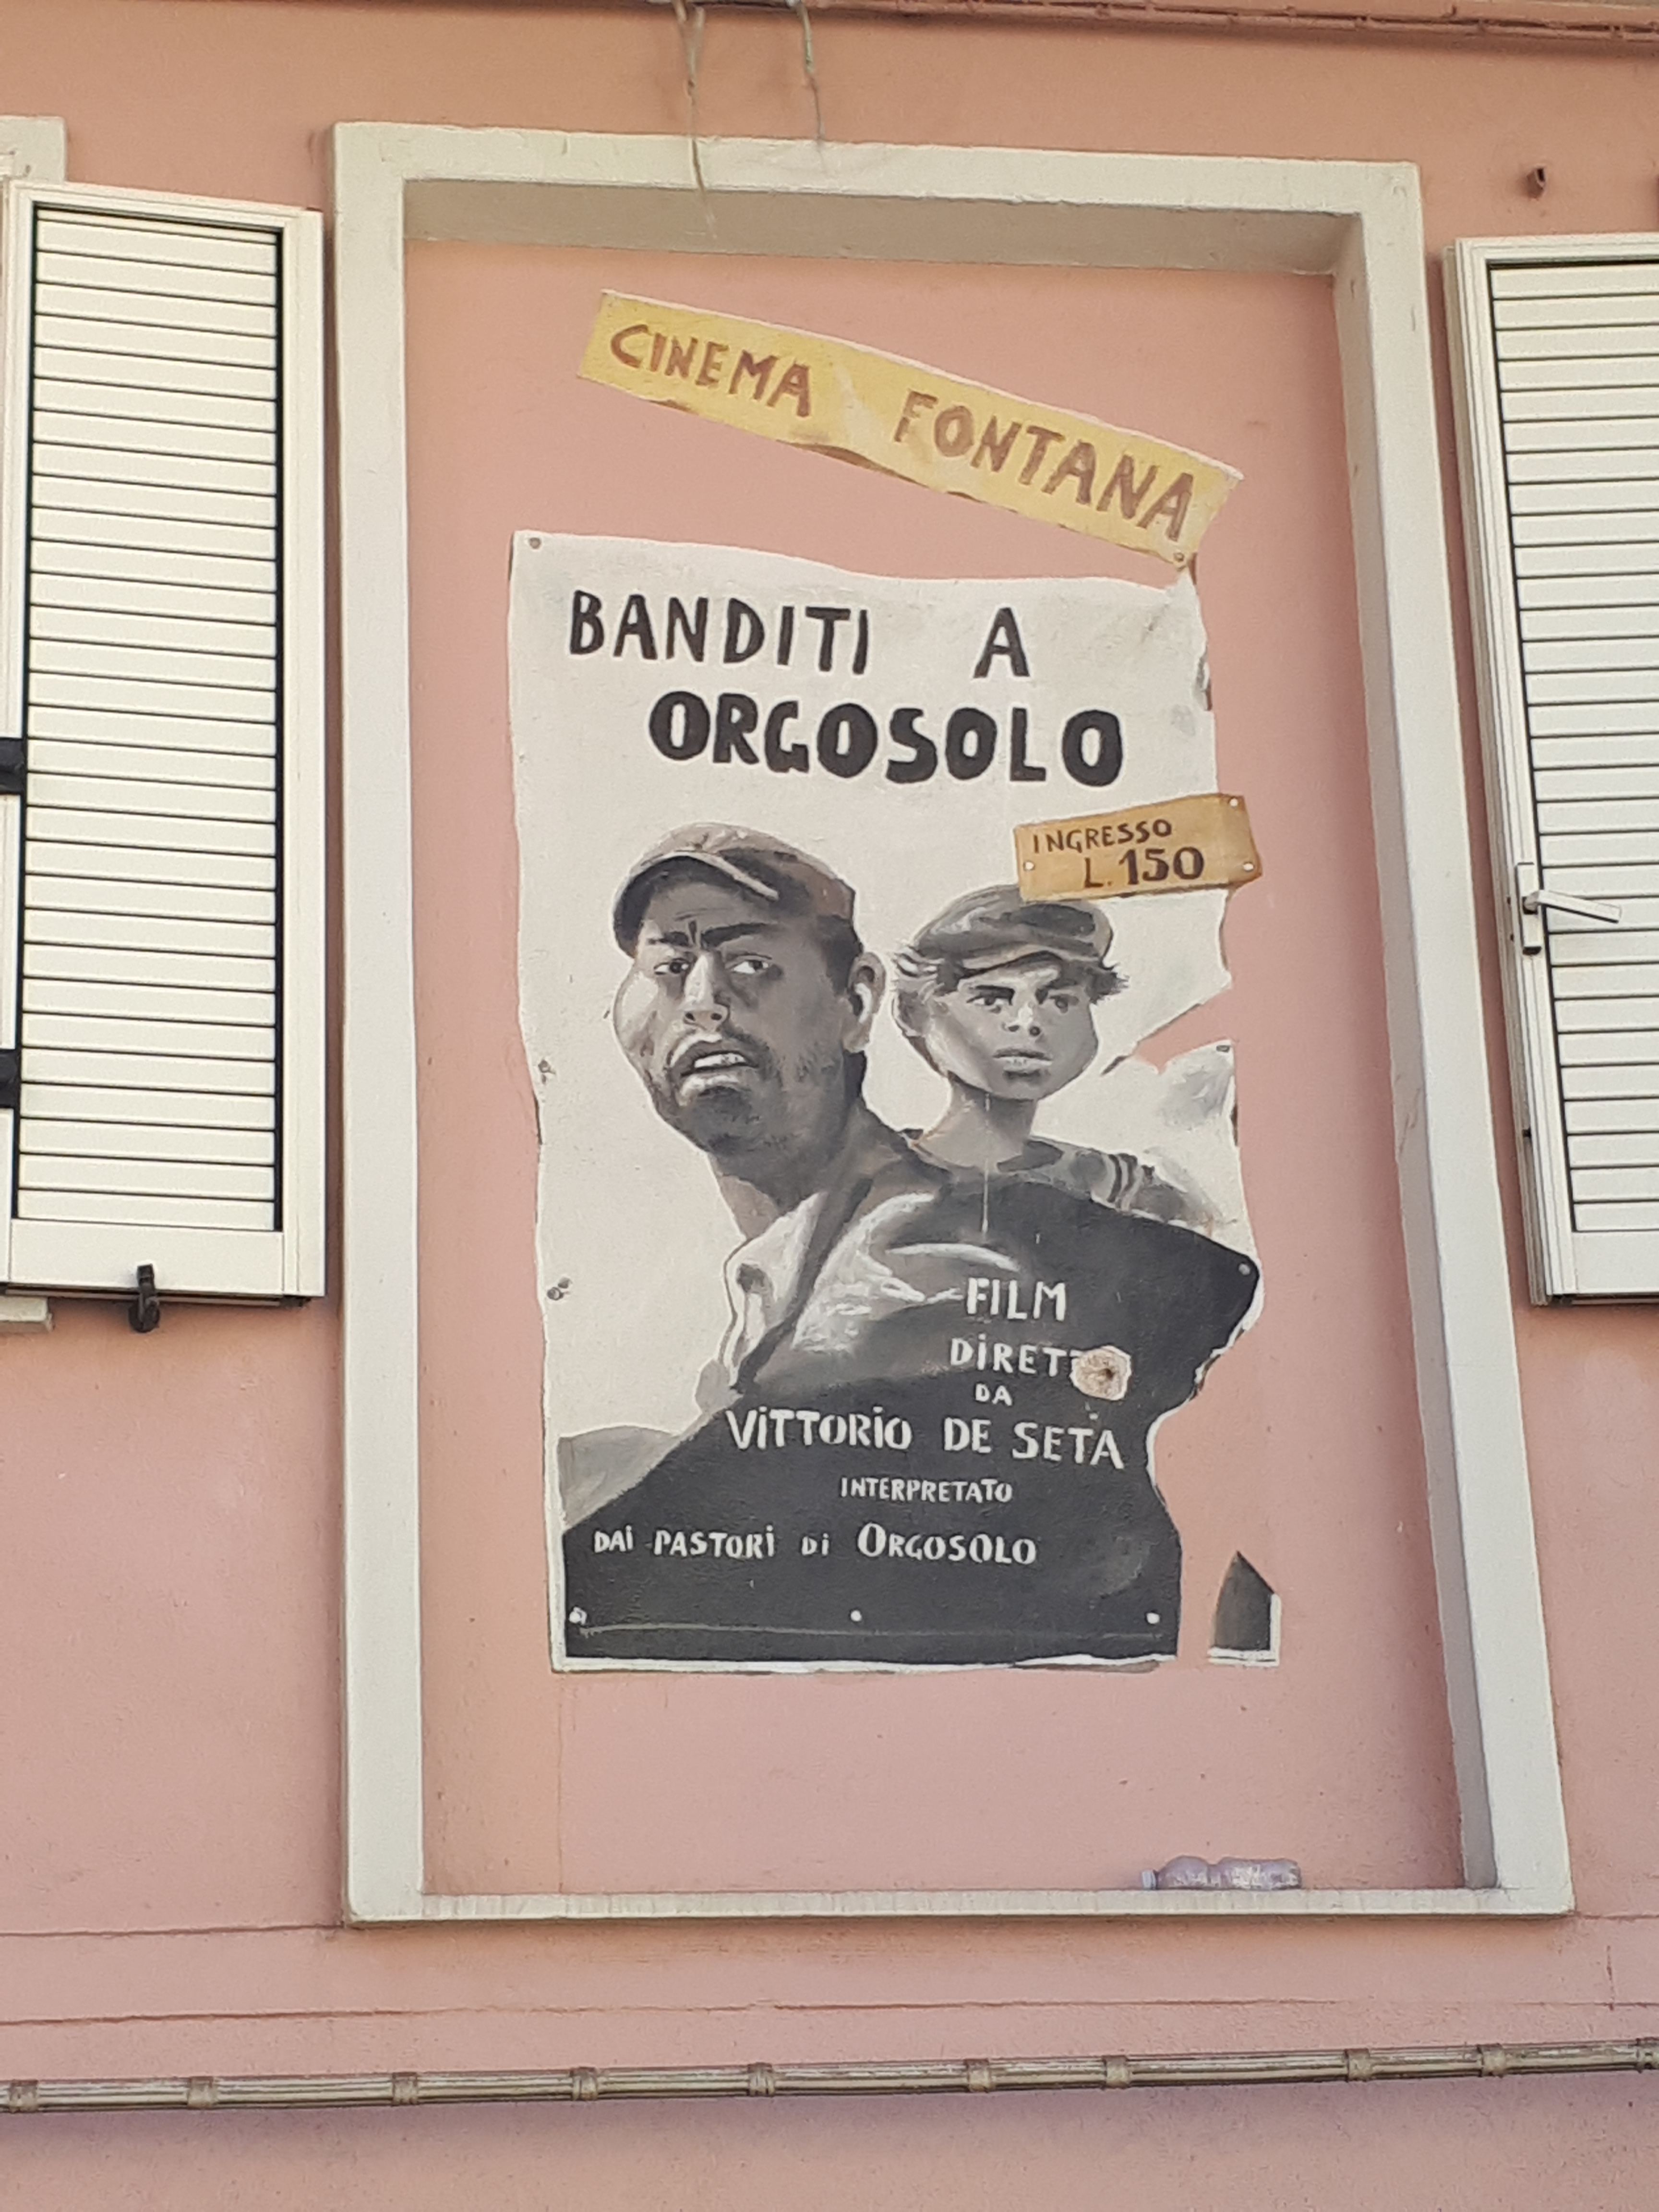 CINEMA FONTANA
BANDITI A
ORGOSOLO
INGRESSO
L. 150
FILM
DIRETT
DA
VITTORIO DE SETA
INTERPRETATO
DAI PASTORI DI ORGOSOLO